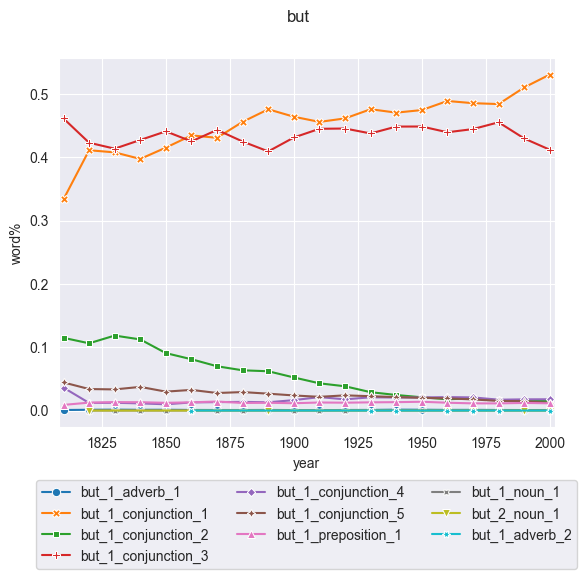 but
0.5
0.4
0.3
0.2
0.1
0.0
word%
1825 1850 1875 1900 1925 1950 1975 2000
year
but_1_adverb_1 but_1_conjunction_4 but_1_noun_1
but_1_conjunction_1 but_1_conjunction_5 but_2_noun_1
but_1_conjunction_2 but_1_preposition_1 but_1_adverb_2
but_1_conjunction_3